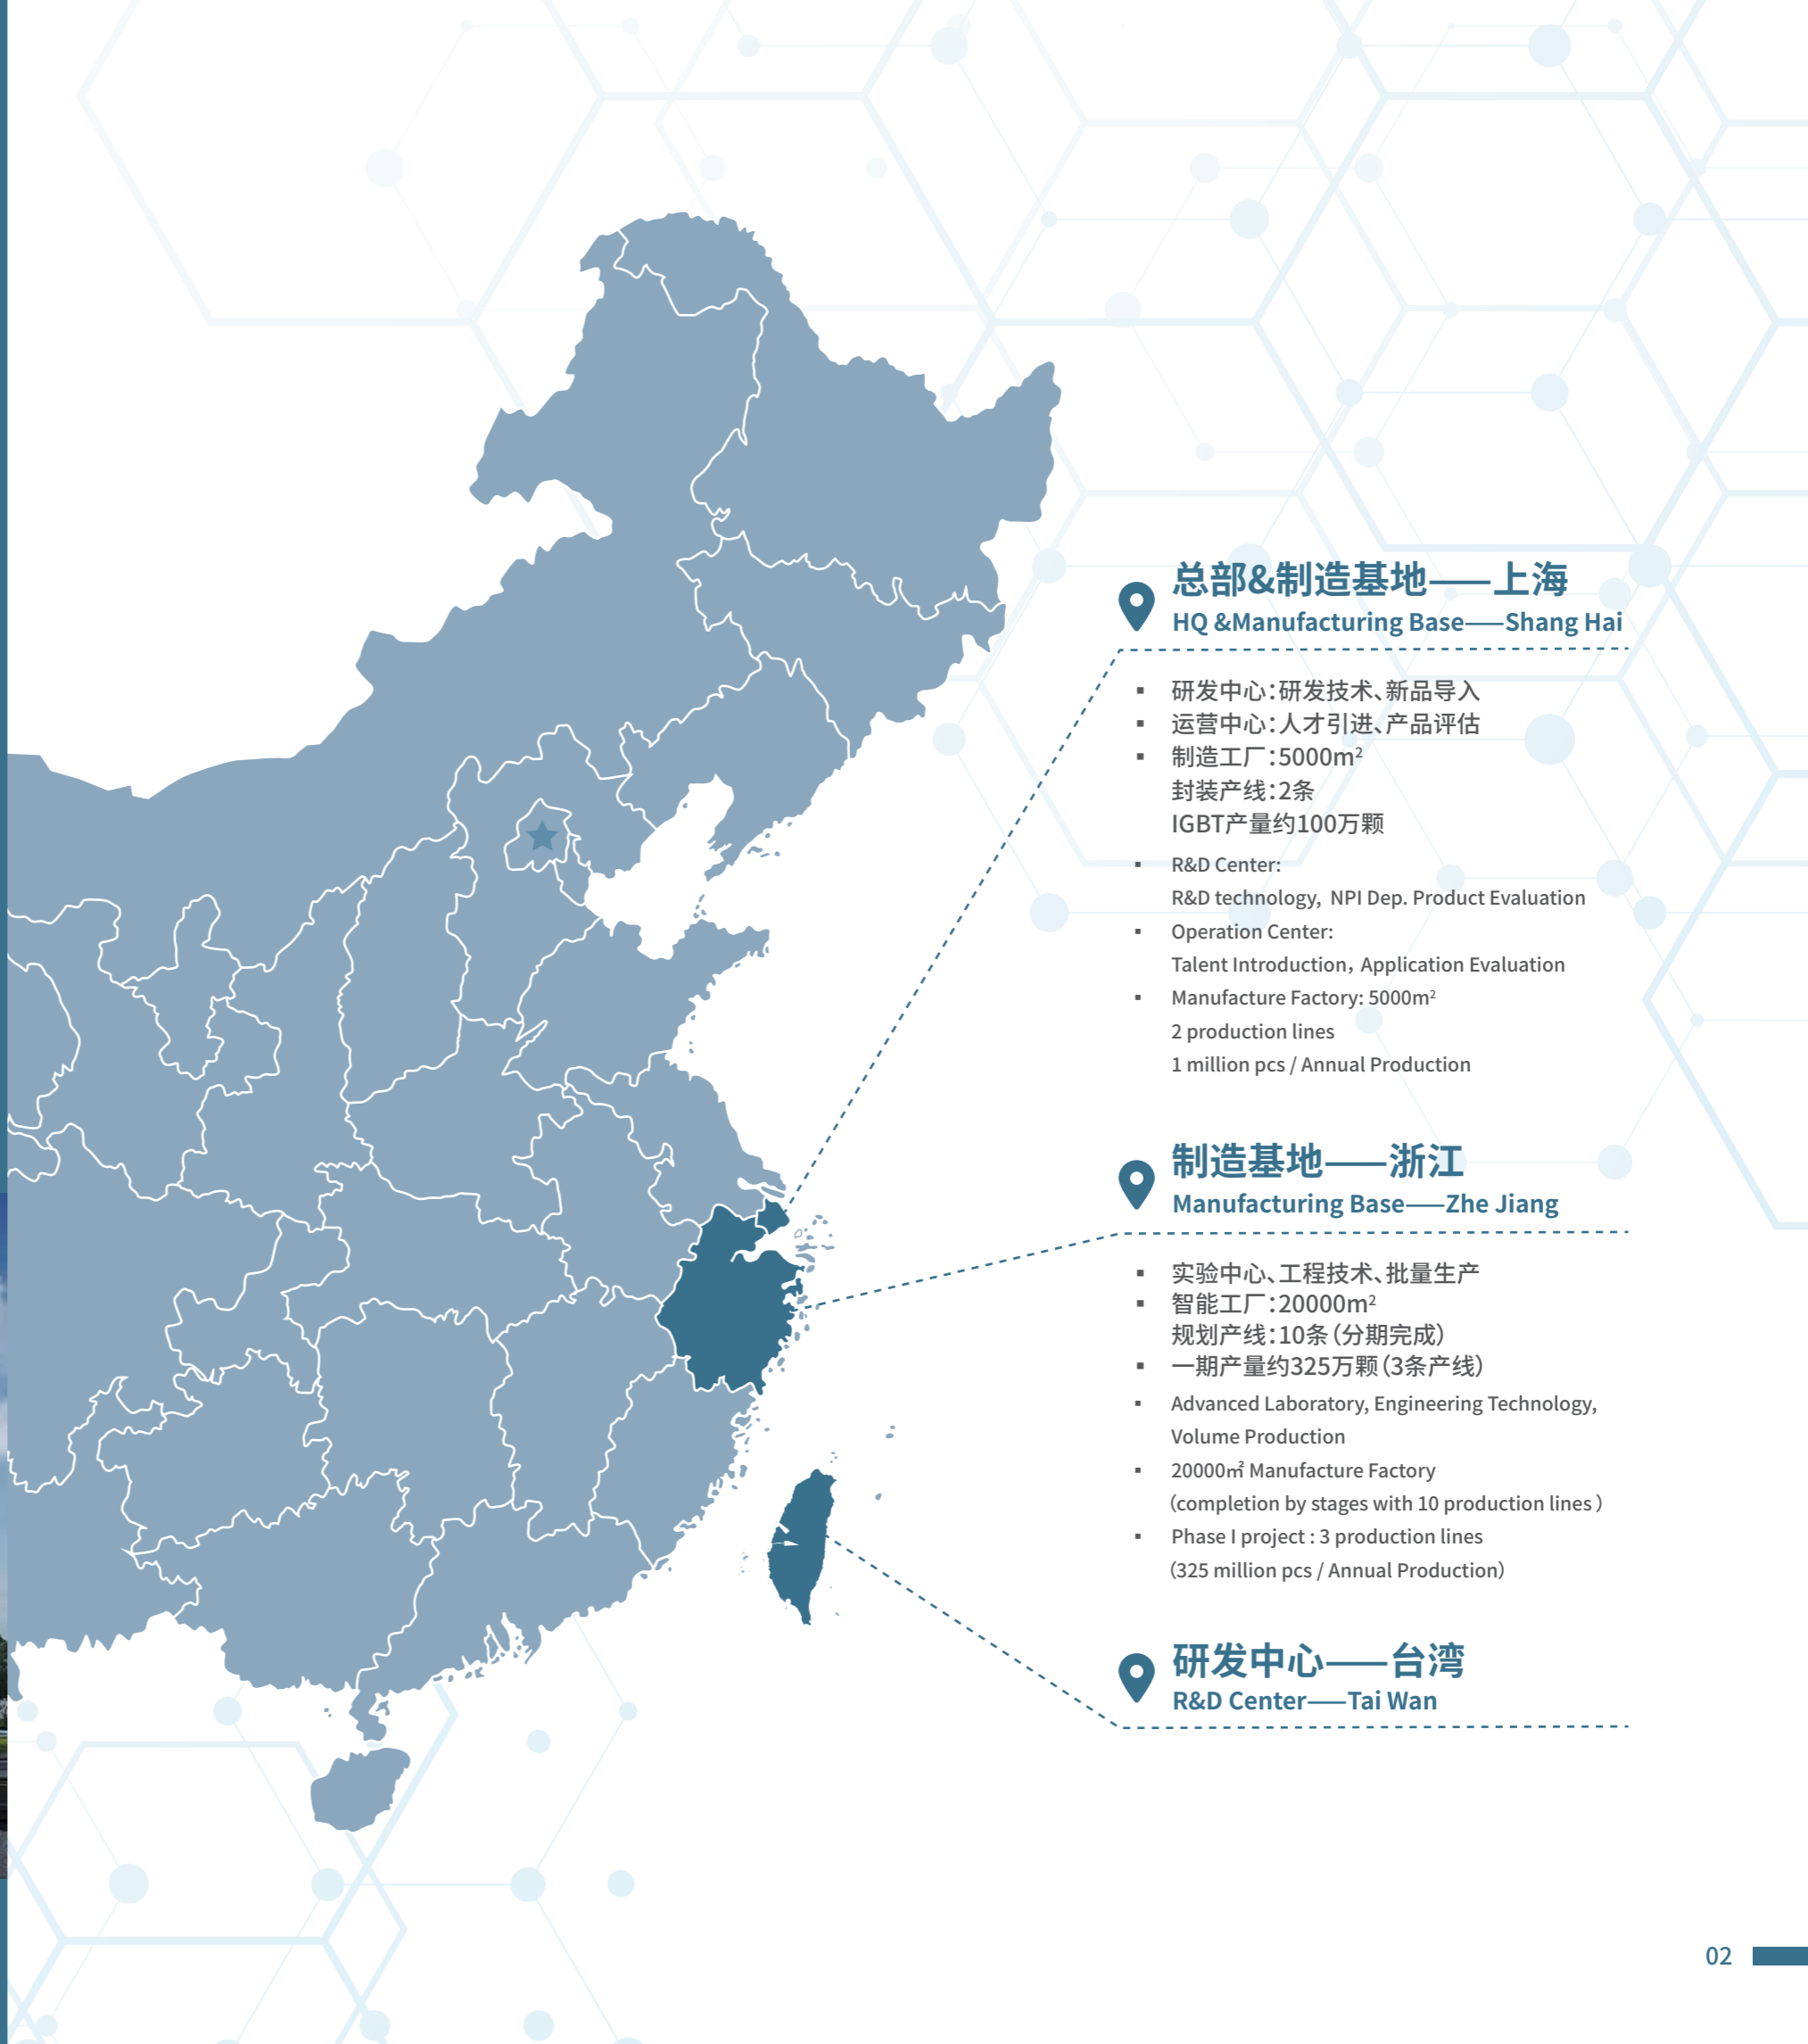 总部&制造基地——上海
HQ &Manufacturing Base——Shang Hai
▪ 研发中心：研发技术、新品导入
▪ 运营中心：人才引进、产品评估
▪ 制造工厂：5000m²
封装产线：2条
IGBT产量约100万颗
▪ R&D Center:
R&D technology, NPI Dep. Product Evaluation
▪ Operation Center:
Talent Introduction, Application Evaluation
▪ Manufacture Factory: 5000m²
2 production lines
1 million pcs / Annual Production
制造基地——浙江
Manufacturing Base——Zhe Jiang
▪ 实验中心、工程技术、批量生产
▪ 智能工厂：20000m²
规划产线：10条（分期完成）
▪ 一期产量约325万颗（3条产线）
▪ Advanced Laboratory, Engineering Technology,
Volume Production
▪ 20000㎡ Manufacture Factory
（completion by stages with 10 production lines ）
▪ Phase I project : 3 production lines
（325 million pcs / Annual Production）
研发中心——台湾
R&D Center——Tai Wan
02